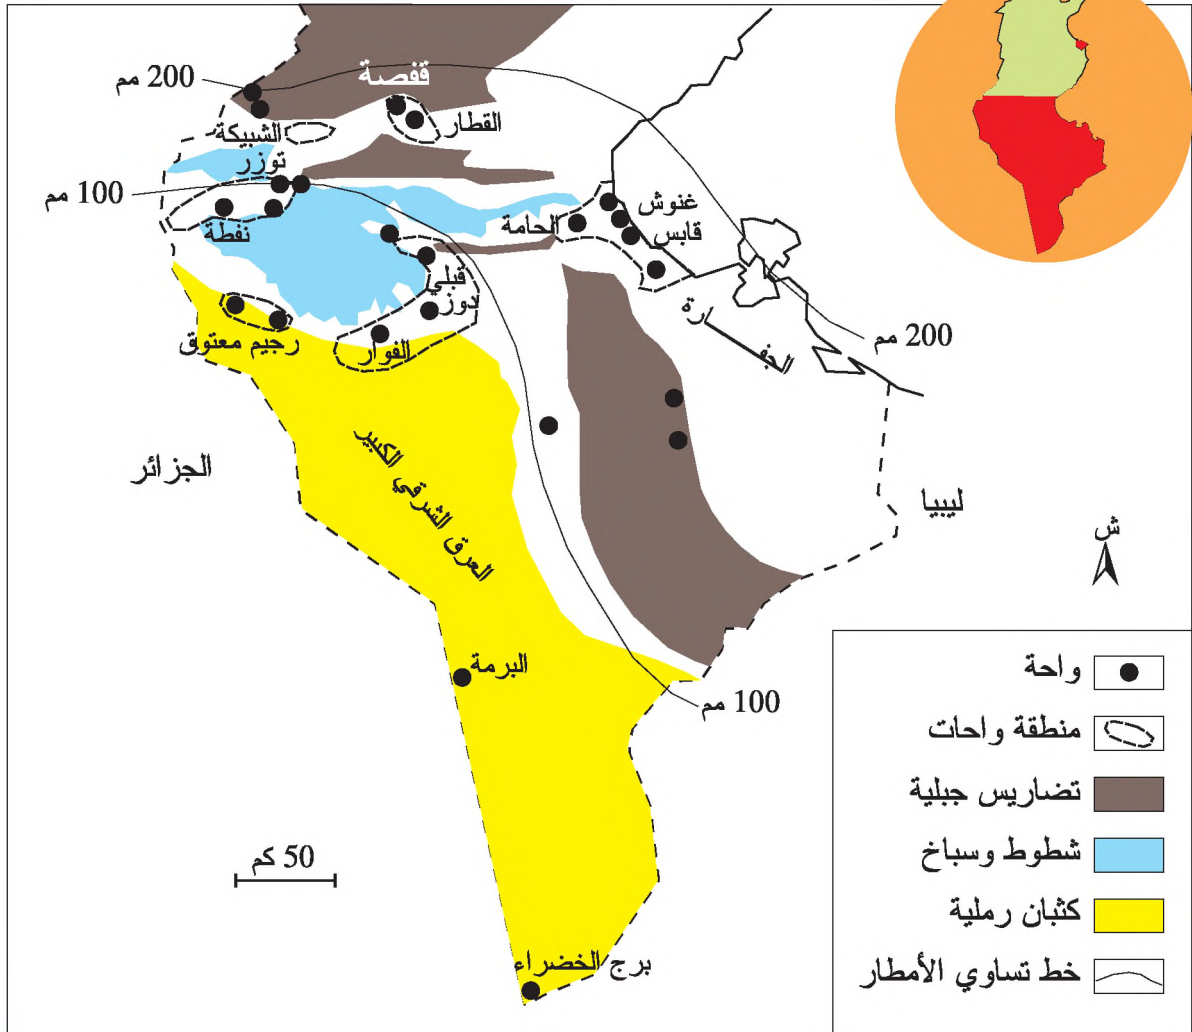 200 مم
قفصة
القطار
الشبيكة
توزر
100 مم
نفطة
غنوش
قابس
الحامة
قبلي
دوز
الفوار
رجيم معتوق
الجفارة
200 مم
العرق الشرقي الكبير
الجزائر
ليبيا
ش
البرمة
100 مم
50 كم
برج الخضراء
واحة
منطقة واحات
تضاريس جبلية
شطوط وسباخ
كثبان رملية
خط تساوي الأمطار